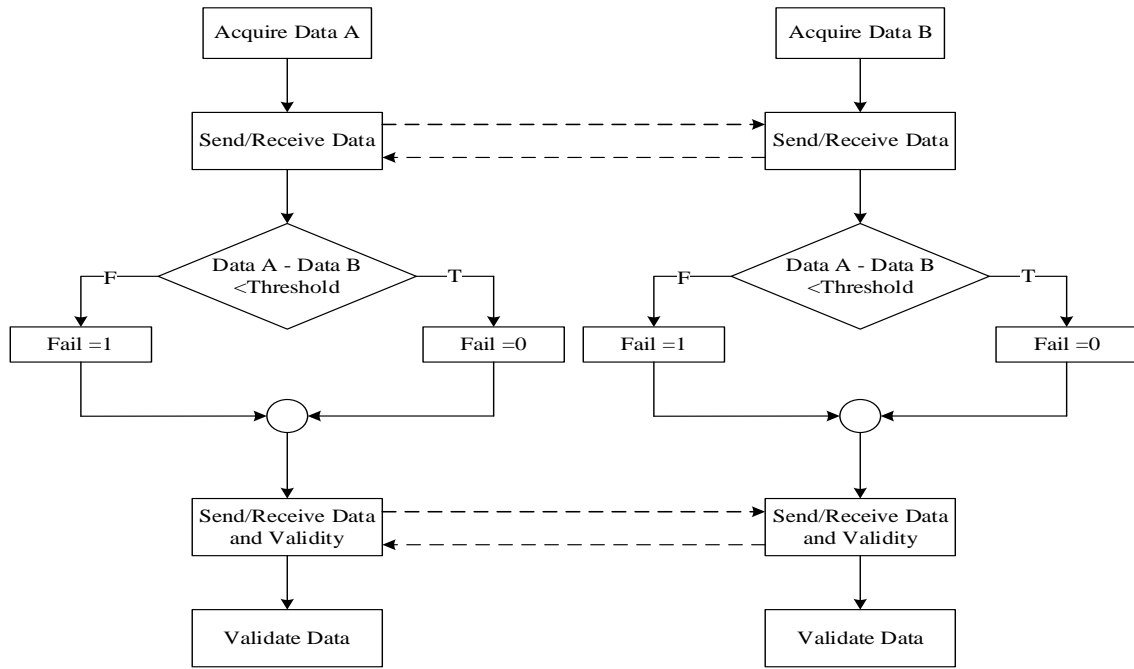 Acquire Data A
Acquire Data B
Send/Receive Data
Send/Receive Data
Data A - Data B
<Threshold
F
T
Data A - Data B
<Threshold
F
T
Fail =1
Fail =0
Fail =1
Fail =0
Send/Receive Data
and Validity
Send/Receive Data
and Validity
Validate Data
Validate Data